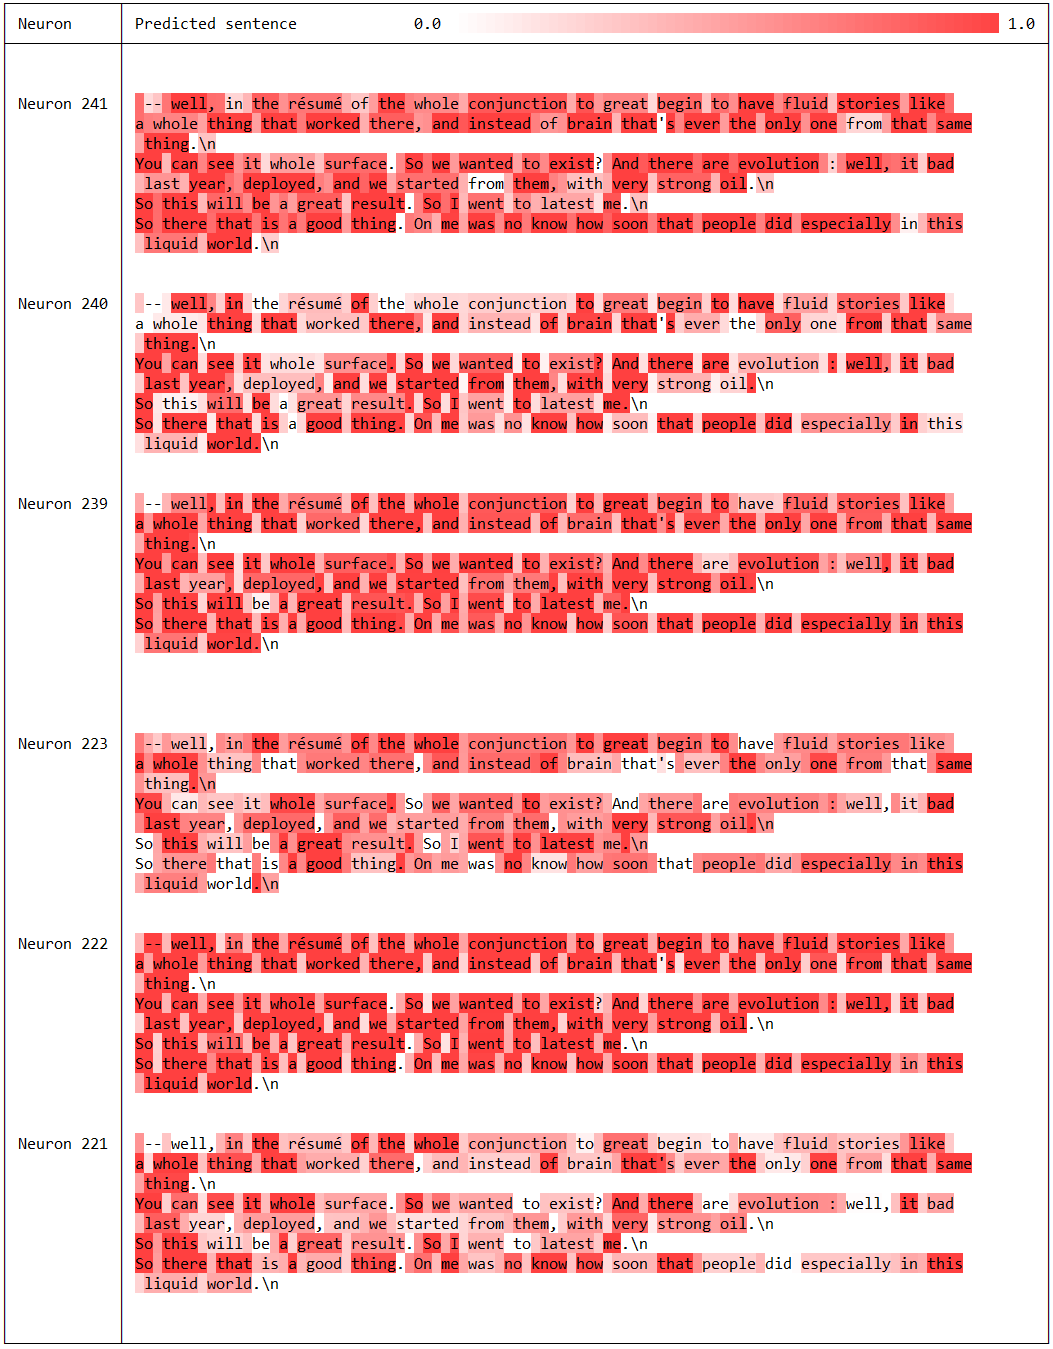 Neuron Predicted sentence 0.0 1.0
Neuron 241 -- well, in the résumé of the whole conjunction to great begin to have fluid stories like
a whole thing that worked there, and instead of brain that's ever the only one from that same
thing.\n
You can see it whole surface. So we wanted to exist? And there are evolution : well, it bad
last year, deployed, and we started from them, with very strong oil.\n
So this will be a great result. So I went to latest me.\n
So there that is a good thing. On me was no know how soon that people did especially in this
liquid world.\n
Neuron 240 -- well, in the résumé of the whole conjunction to great begin to have fluid stories like
a whole thing that worked there, and instead of brain that's ever the only one from that same
thing.\n
You can see it whole surface. So we wanted to exist? And there are evolution : well, it bad
last year, deployed, and we started from them, with very strong oil.\n
So this will be a great result. So I went to latest me.\n
So there that is a good thing. On me was no know how soon that people did especially in this
liquid world.\n
Neuron 239 -- well, in the résumé of the whole conjunction to great begin to have fluid stories like
a whole thing that worked there, and instead of brain that's ever the only one from that same
thing.\n
You can see it whole surface. So we wanted to exist? And there are evolution : well, it bad
last year, deployed, and we started from them, with very strong oil.\n
So this will be a great result. So I went to latest me.\n
So there that is a good thing. On me was no know how soon that people did especially in this
liquid world.\n
Neuron 223 -- well, in the résumé of the whole conjunction to great begin to have fluid stories like
a whole thing that worked there, and instead of brain that's ever the only one from that same
thing.\n
You can see it whole surface. So we wanted to exist? And there are evolution : well, it bad
last year, deployed, and we started from them, with very strong oil.\n
So this will be a great result. So I went to latest me.\n
So there that is a good thing. On me was no know how soon that people did especially in this
liquid world.\n
Neuron 222 -- well, in the résumé of the whole conjunction to great begin to have fluid stories like
a whole thing that worked there, and instead of brain that's ever the only one from that same
thing.\n
You can see it whole surface. So we wanted to exist? And there are evolution : well, it bad
last year, deployed, and we started from them, with very strong oil.\n
So this will be a great result. So I went to latest me.\n
So there that is a good thing. On me was no know how soon that people did especially in this
liquid world.\n
Neuron 221 -- well, in the résumé of the whole conjunction to great begin to have fluid stories like
a whole thing that worked there, and instead of brain that's ever the only one from that same
thing.\n
You can see it whole surface. So we wanted to exist? And there are evolution : well, it bad
last year, deployed, and we started from them, with very strong oil.\n
So this will be a great result. So I went to latest me.\n
So there that is a good thing. On me was no know how soon that people did especially in this
liquid world.\n